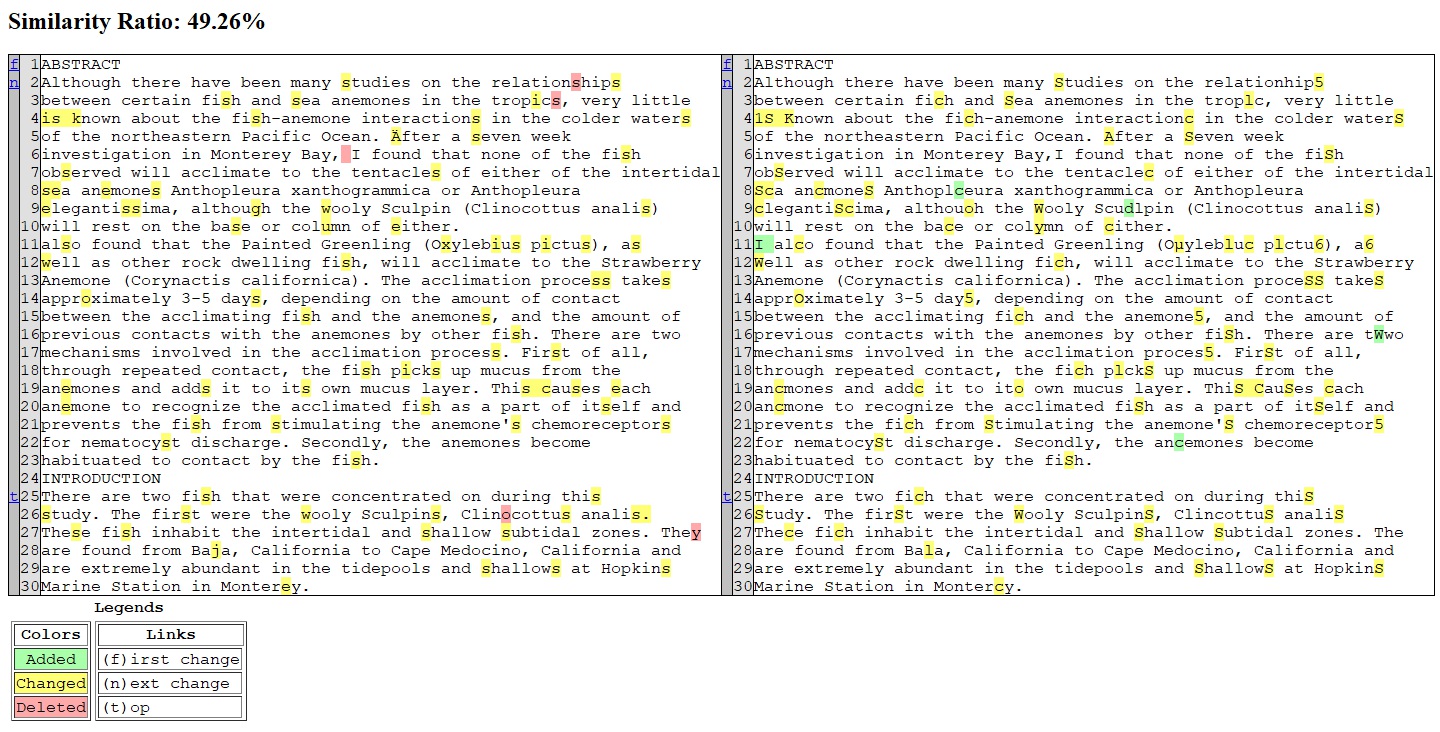 Similarity Ratio: 49.26%
f 1 ABSTRACT
n 2 Although there have been many studies on the relationships
3 between certain fish and sea anemones in the tropics, very little
4 is known about the fish-anemone interactions in the colder waters
5 of the northeastern Pacific Ocean. After a seven week
6 investigation in Monterey Bay, I found that none of the fish
7 observed will acclimate to the tentacles of either of the intertidal
8 sea anemones Anthopleura xanthogrammica or Anthopleura
9 elegantissima, although the wooly Sculpin (Clinocottus analis)
10 will rest on the base or column of either.
11 also found that the Painted Greenling (Oxylebius pictus), as
12 well as other rock dwelling fish, will acclimate to the Strawberry
13 Anemone (Corynactis californica). The acclimation process takes
14 approximately 3-5 days, depending on the amount of contact
15 between the acclimating fish and the anemones, and the amount of
16 previous contacts with the anemones by other fish. There are two
17 mechanisms involved in the acclimation process. First of all,
18 through repeated contact, the fish picks up mucus from the
19 anemones and adds it to its own mucus layer. This causes each
20 anemone to recognize the acclimated fish as a part of itself and
21 prevents the fish from stimulating the anemone's chemoreceptors
22 for nematocyst discharge. Secondly, the anemones become
23 habituated to contact by the fish.
24 INTRODUCTION
t 25 There are two fish that were concentrated on during this
26 study. The first were the wooly Sculpins, Clinocottus analis.
27 These fish inhabit the intertidal and shallow subtidal zones. They
28 are found from Baja, California to Cape Medocino, California and
29 are extremely abundant in the tidepools and shallows at Hopkins
30 Marine Station in Monterey.
f 1 ABSTRACT
n 2 Although there have been many Studies on the relationhip5
3 between certain fich and Sea anemones in the troplc, very little
4 1S Known about the fich-anemone interactionc in the colder waterS
5 of the northeastern Pacific Ocean. After a Seven week
6 investigation in Monterey Bay,I found that none of the fiSh
7 obServed will acclimate to the tentaclec of either of the intertidal
8 Sca ancmoneS Anthoplceura xanthogrammica or Anthopleura
9 clegantiScima, althouoh the Wooly Scudlpin (Clinocottus analiS)
10 will rest on the bace or colymn of cither.
11 I alco found that the Painted Greenling (Oµylebluc plctu6), a6
12 Well as other rock dwelling fich, will acclimate to the Strawberry
13 Anemone (Corynactis californica). The acclimation proceSS takeS
14 apprOximately 3-5 day5, depending on the amount of contact
15 between the acclimating fich and the anemone5, and the amount of
16 previous contacts with the anemones by other fiSh. There are tWwo
17 mechanisms involved in the acclimation proces5. FirSt of all,
18 through repeated contact, the fich plckS up mucus from the
19 ancmones and addc it to ito own mucus layer. ThiS CauSes cach
20 ancmone to recognize the acclimated fiSh as a part of itSelf and
21 prevents the fich from Stimulating the anemone'S chemoreceptor5
22 for nematocySt discharge. Secondly, the ancemones become
23 habituated to contact by the fiSh.
24 INTRODUCTION
t 25 There are two fich that were concentrated on during thiS
26 Study. The firSt were the Wooly SculpinS, ClincottuS analiS
27 Thece fich inhabit the intertidal and Shallow Subtidal zones. The
28 are found from Bala, California to Cape Medocino, California and
29 are extremely abundant in the tidepools and ShallowS at HopkinS
30 Marine Station in Montercy.
Legends
Colors Links
Added (f)irst change
Changed (n)ext change
Deleted (t)op